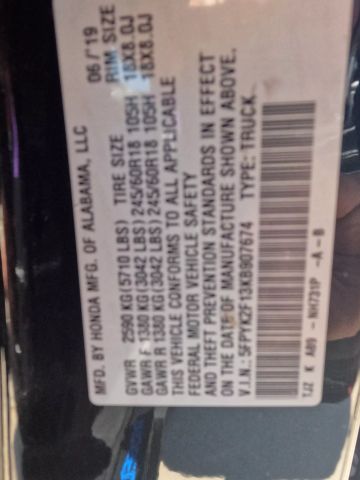 MFD. BY HONDA MFG. OF ALABAMA, LLC 06 / '19
GVWR 2590 KG (5710 LBS) TIRE SIZE RIM SIZE
GAWR F 1380 KG (3042 LBS) 245/60R18 105H 18X8.0J
GAWR R 1380 KG (3042 LBS) 245/60R18 105H 18X8.0J
THIS VEHICLE CONFORMS TO ALL APPLICABLE
FEDERAL MOTOR VEHICLE SAFETY
AND THEFT PREVENTION STANDARDS IN EFFECT
ON THE DATE OF MANUFACTURE SHOWN ABOVE.
V.I.N.: 5FPYK2F13KB907674 TYPE: TRUCK
TJZ K A89 -NH731P -A -B